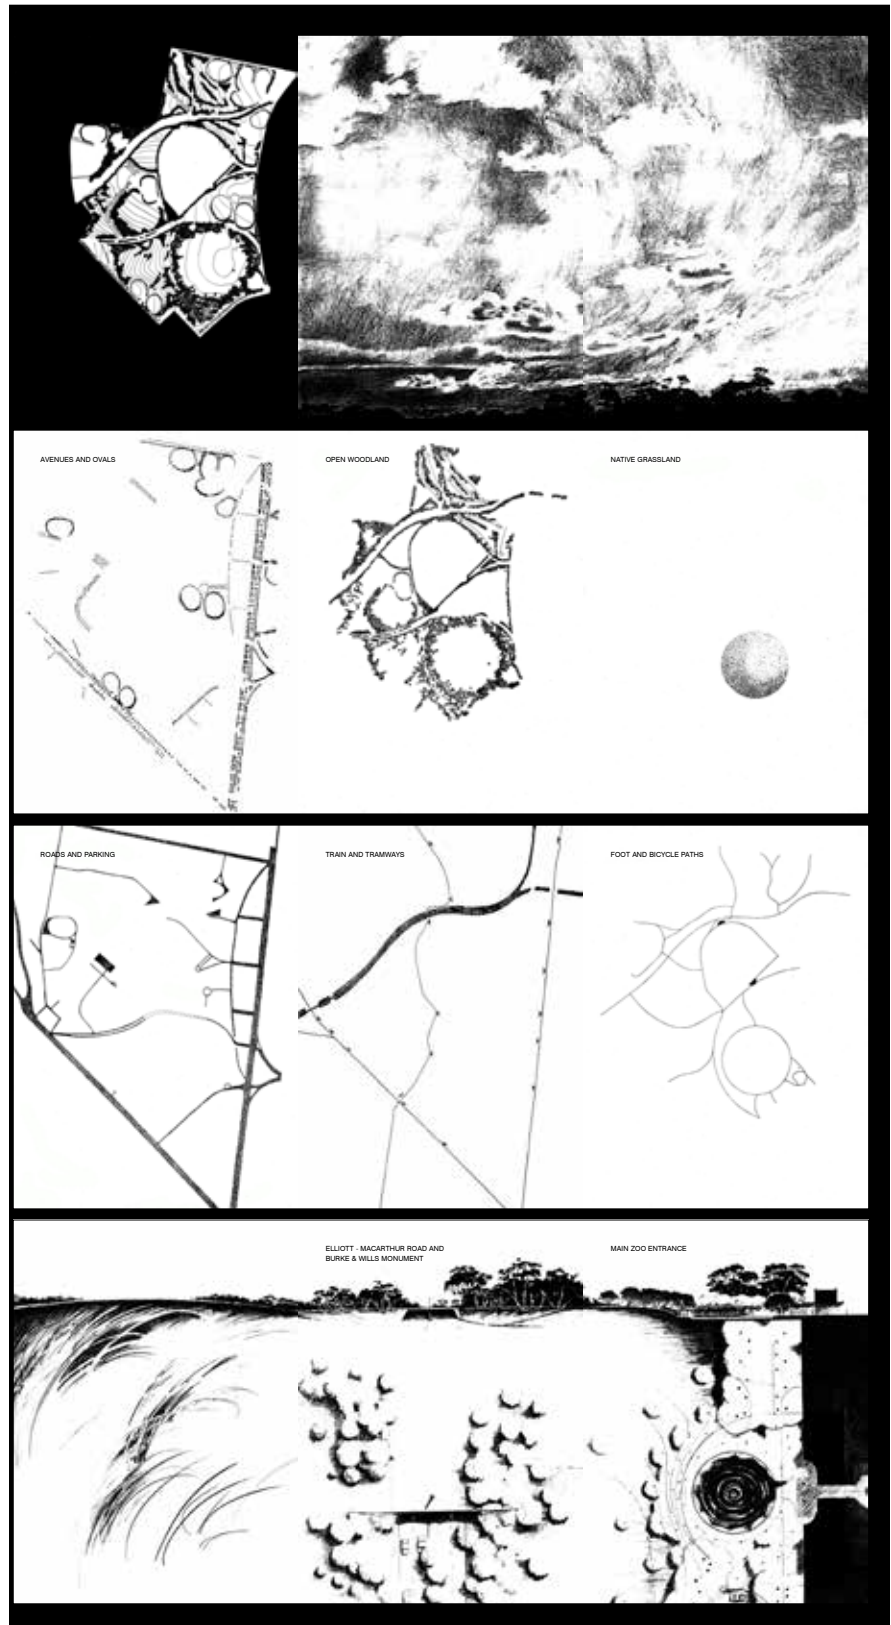 AVENUES AND OVALS
OPEN WOODLAND
NATIVE GRASSLAND
ROADS AND PARKING
TRAIN AND TRAMWAYS
FOOT AND BICYCLE PATHS
ELLIOTT - MACARTHUR ROAD AND
BURKE & WILLS MONUMENT
MAIN ZOO ENTRANCE